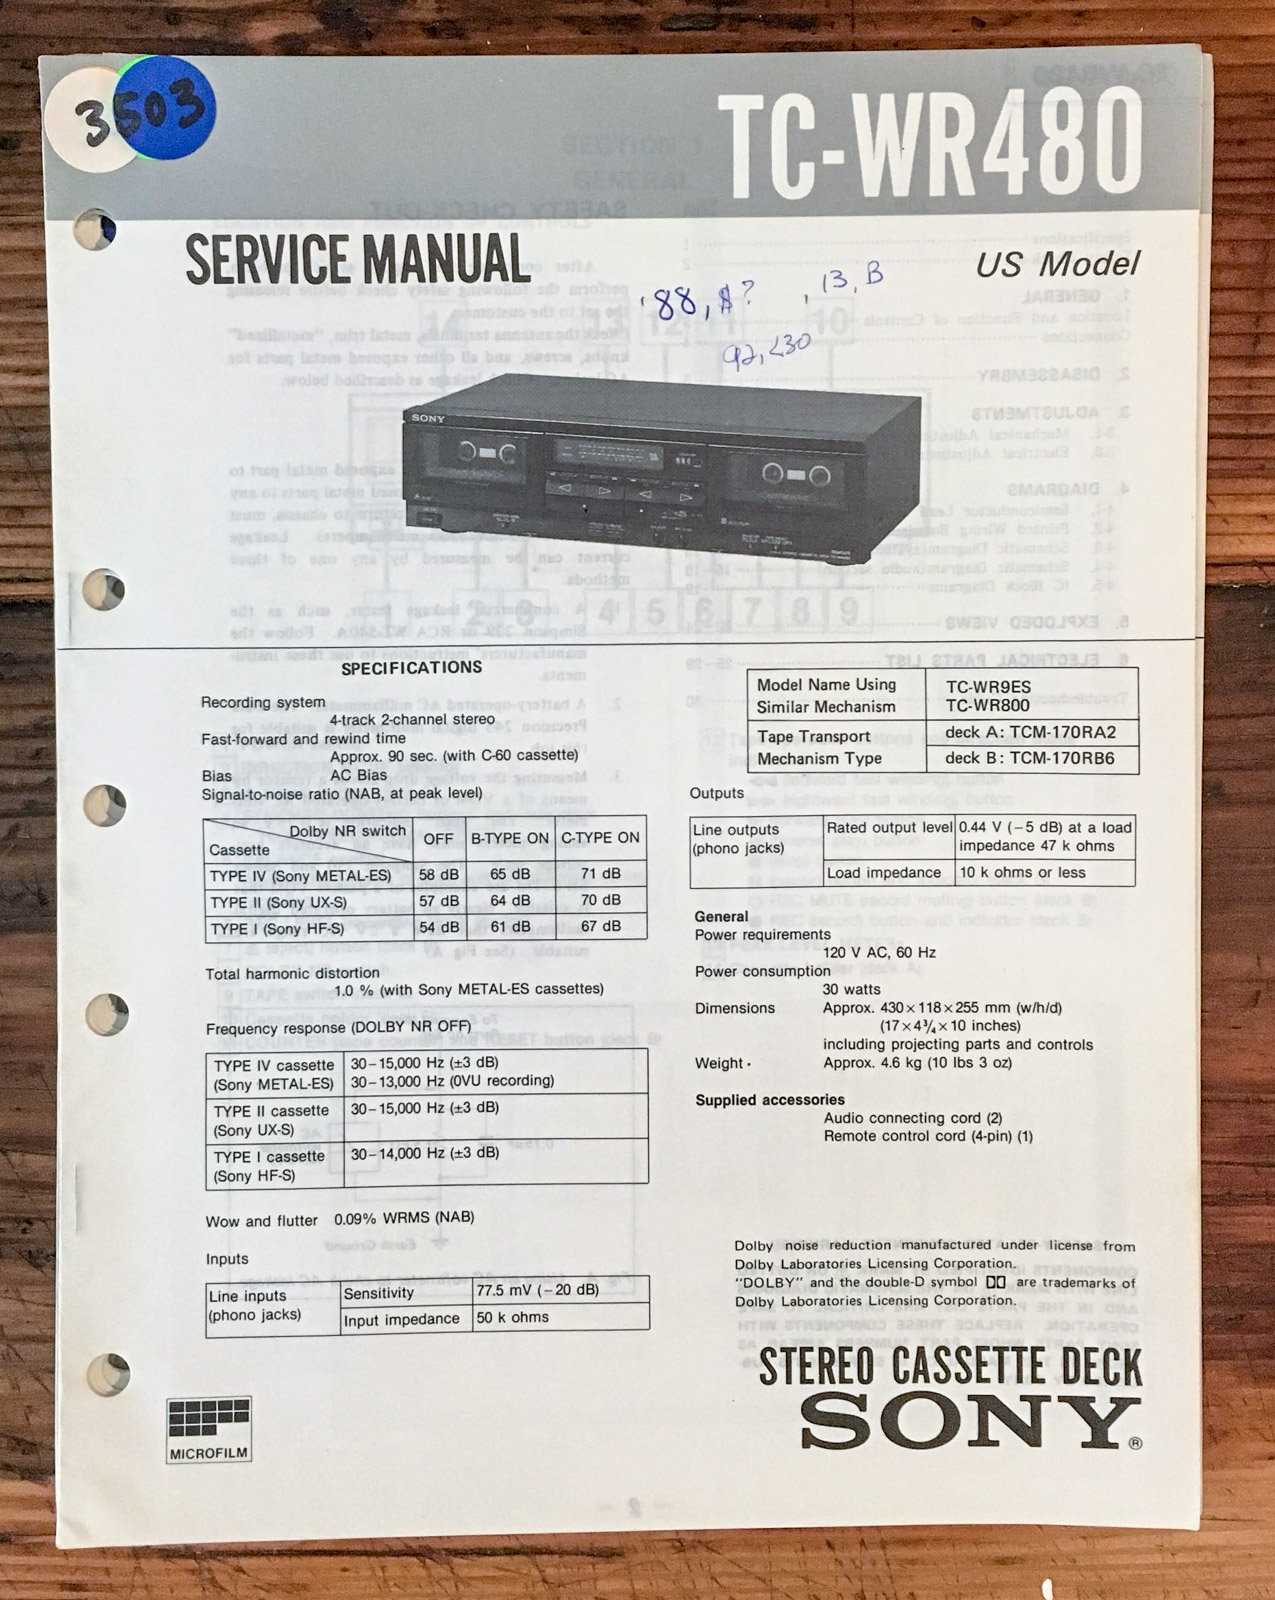 3503
TC-WR480
SERVICE MANUAL
US Model
'88, $? , 13, B
92, <30
SONY
SPECIFICATIONS
Recording system
4-track 2-channel stereo
Fast-forward and rewind time
Approx. 90 sec. (with C-60 cassette)
Bias AC Bias
Signal-to-noise ratio (NAB, at peak level)
Dolby NR switch
Cassette
OFF B-TYPE ON C-TYPE ON
TYPE IV (Sony METAL-ES) 58 dB 65 dB 71 dB
TYPE II (Sony UX-S) 57 dB 64 dB 70 dB
TYPE I (Sony HF-S) 54 dB 61 dB 67 dB
Total harmonic distortion
1.0 % (with Sony METAL-ES cassettes)
Frequency response (DOLBY NR OFF)
TYPE IV cassette 30–15,000 Hz (±3 dB)
(Sony METAL-ES) 30–13,000 Hz (0VU recording)
TYPE II cassette 30–15,000 Hz (±3 dB)
(Sony UX-S)
TYPE I cassette 30–14,000 Hz (±3 dB)
(Sony HF-S)
Wow and flutter 0.09% WRMS (NAB)
Inputs
Line inputs Sensitivity 77.5 mV (−20 dB)
(phono jacks) Input impedance 50 k ohms
MICROFILM
Model Name Using TC-WR9ES
Similar Mechanism TC-WR800
Tape Transport deck A: TCM-170RA2
Mechanism Type deck B: TCM-170RB6
Outputs
Line outputs Rated output level 0.44 V (−5 dB) at a load
(phono jacks) impedance 47 k ohms
Load impedance 10 k ohms or less
General
Power requirements
120 V AC, 60 Hz
Power consumption
30 watts
Dimensions Approx. 430×118×255 mm (w/h/d)
(17×4¾×10 inches)
including projecting parts and controls
Weight Approx. 4.6 kg (10 lbs 3 oz)
Supplied accessories
Audio connecting cord (2)
Remote control cord (4-pin) (1)
Dolby noise reduction manufactured under license from
Dolby Laboratories Licensing Corporation.
"DOLBY" and the double-D symbol are trademarks of
Dolby Laboratories Licensing Corporation.
STEREO CASSETTE DECK
SONY®